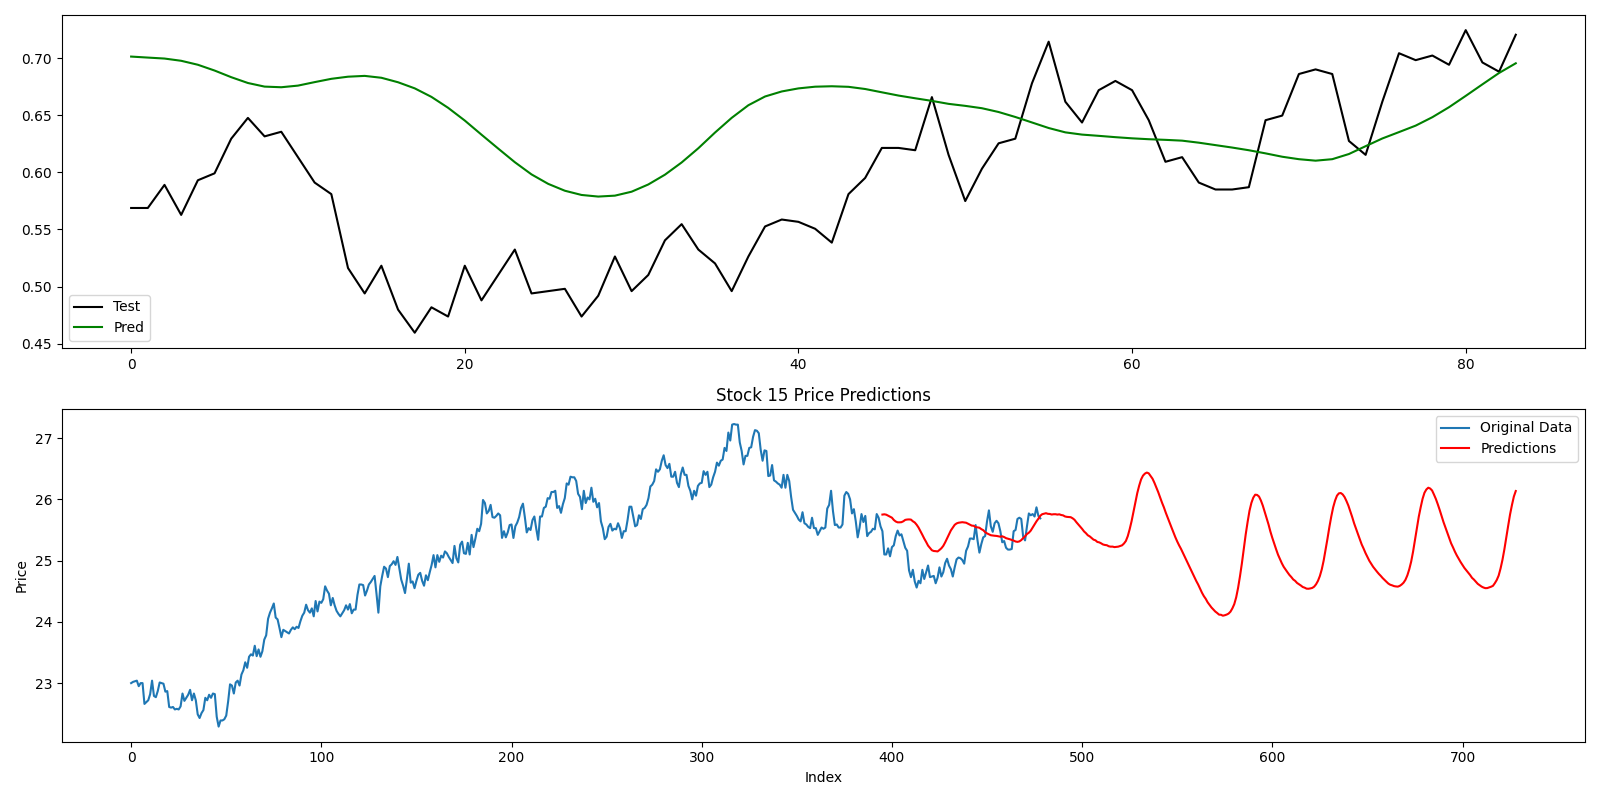 0.70
0.65
0.60
0.55
0.50
0.45
Test
Pred
0 20 40 60 80
Stock 15 Price Predictions
Original Data
Predictions
27
26
25
24
23
Price
0 100 200 300 400 500 600 700
Index